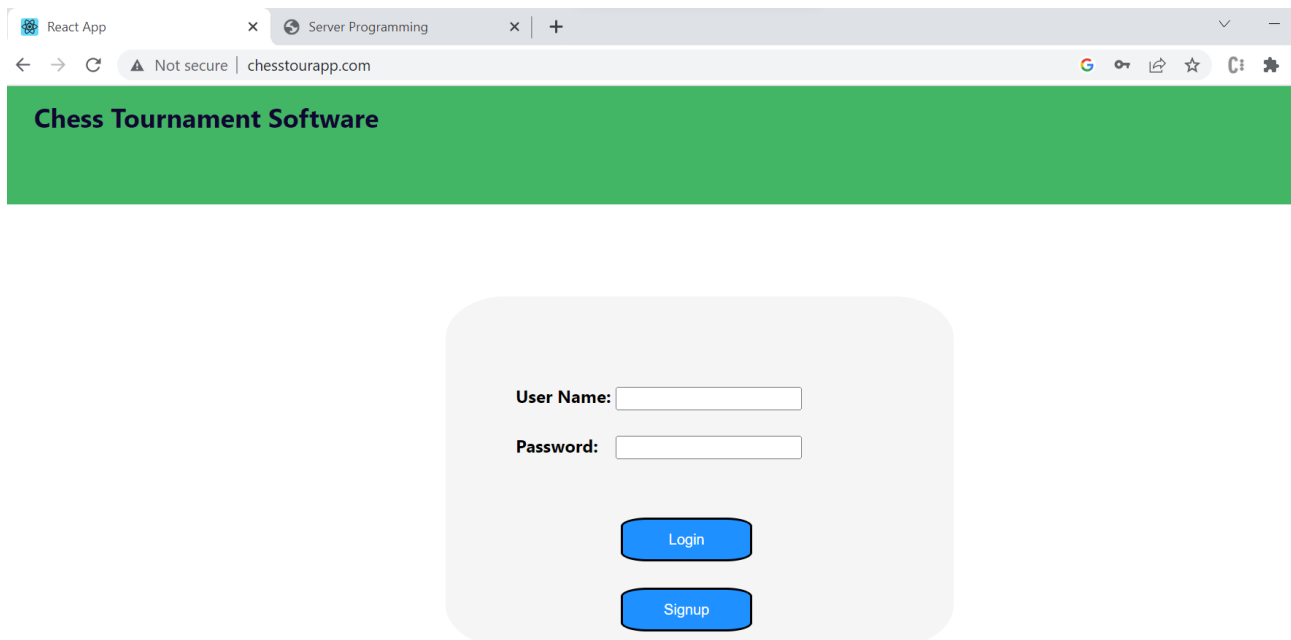 React App
Server Programming
Not secure | chesstourapp.com
Chess Tournament Software
User Name:
Password:
Login
Signup